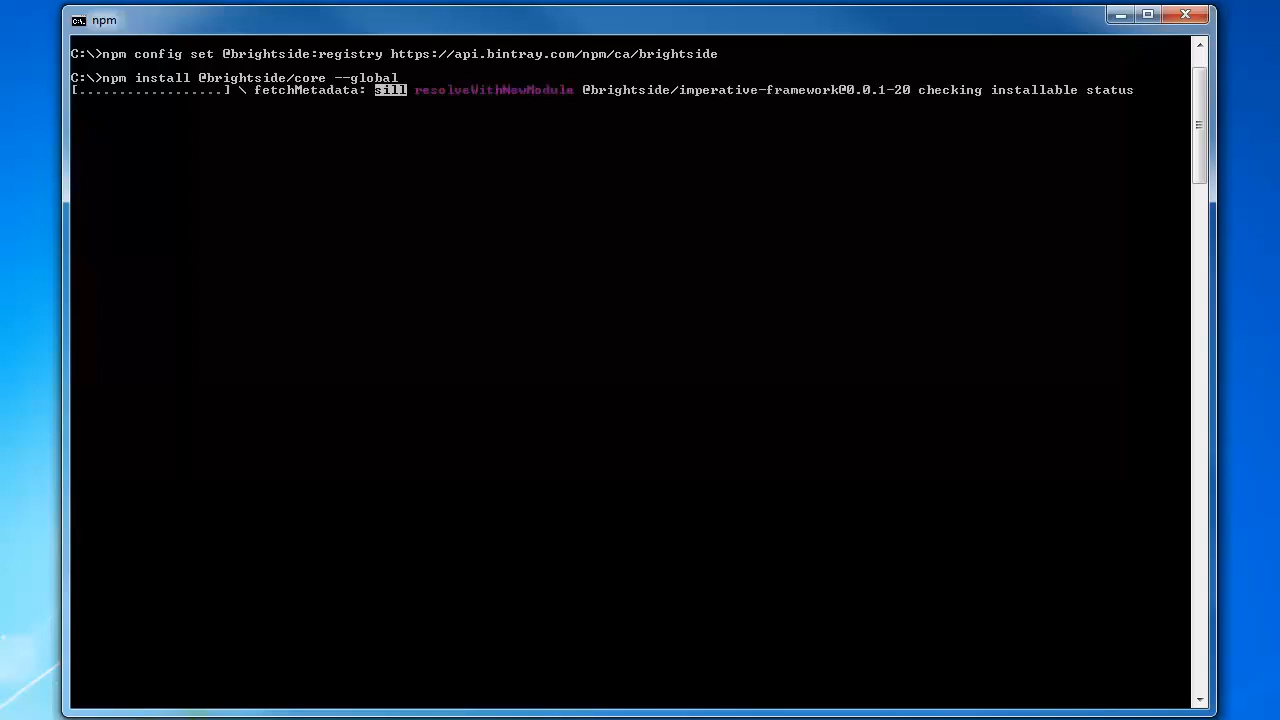 npm
C:\>npm config set @brightside:registry https://api.bintray.com/npm/ca/brightside
C:\>npm install @brightside/core --global
[..................] \ fetchMetadata: sill resolveWithNewModule @brightside/imperative-framework@0.0.1-20 checking installable status